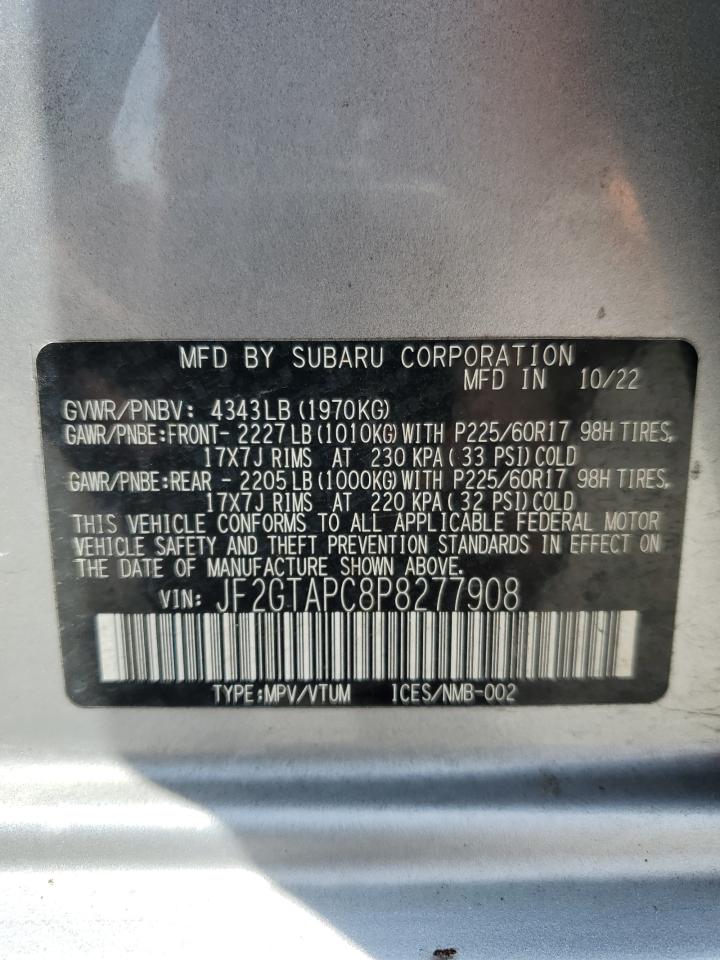 MFD BY SUBARU CORPORATION
MFD IN 10/22
GVWR/PNBV: 4343LB (1970KG)
GAWR/PNBE:FRONT- 2227LB (1010KG) WITH P225/60R17 98H TIRES,
17X7J RIMS AT 230 KPA ( 33 PSI) COLD
GAWR/PNBE:REAR - 2205LB (1000KG) WITH P225/60R17 98H TIRES,
17X7J RIMS AT 220 KPA ( 32 PSI) COLD
THIS VEHICLE CONFORMS TO ALL APPLICABLE FEDERAL MOTOR
VEHICLE SAFETY AND THEFT PREVENTION STANDARDS IN EFFECT ON
THE DATE OF MANUFACTURE SHOWN ABOVE.
VIN: JF2GTAPC8P8277908
TYPE:MPV/VTUM ICES/NMB-002